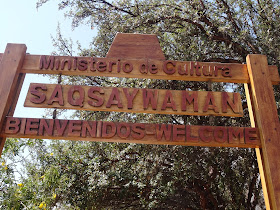 Ministerio de Cultura
SAQSAYWAMAN
BIENVENIDOS-WELCOME